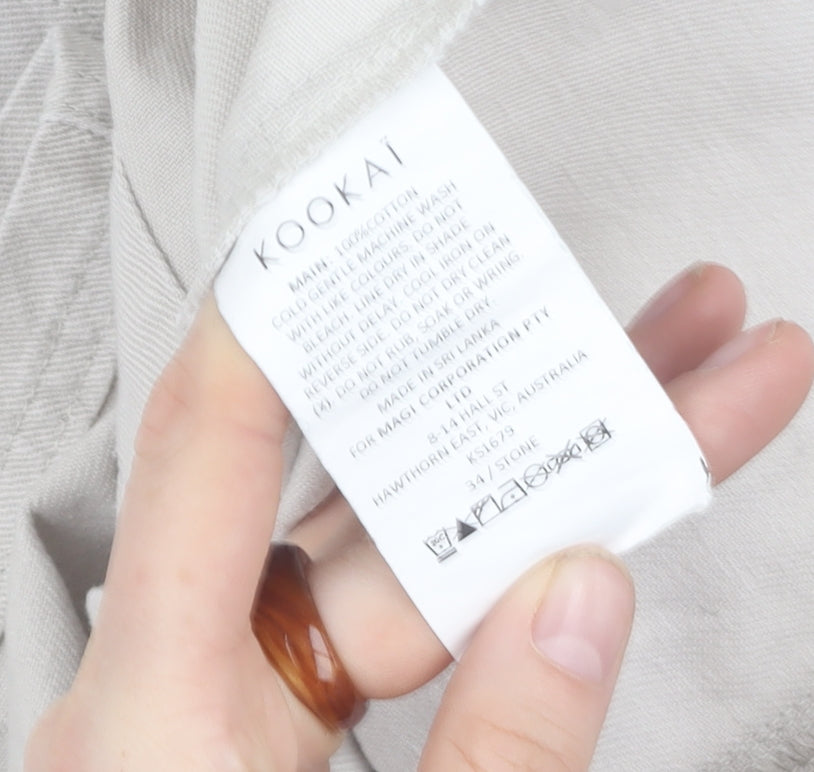 KOOKAÏ
MAIN: 100%COTTON
COLD GENTLE MACHINE WASH
WITH LIKE COLOURS. DO NOT
BLEACH. LINE DRY IN SHADE
WITHOUT DELAY. COOL IRON ON
REVERSE SIDE. DO NOT DRY CLEAN
DO NOT RUB, SOAK OR WRING.
DO NOT TUMBLE DRY.
MADE IN SRI LANKA
FOR MAGI CORPORATION PTY
LTD
8-14 HALL ST
HAWTHORN EAST, VIC, AUSTRALIA
KS1679
34 / STONE